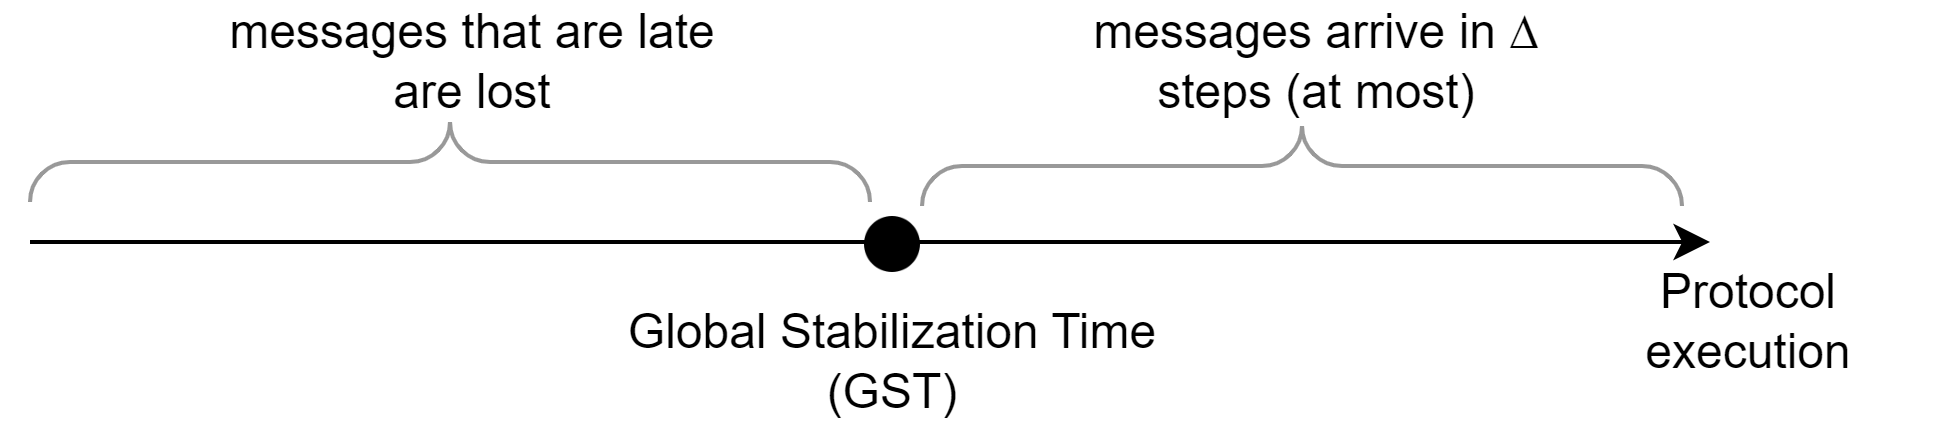 messages that are late
are lost
messages arrive in Δ
steps (at most)
Global Stabilization Time
(GST)
Protocol
execution